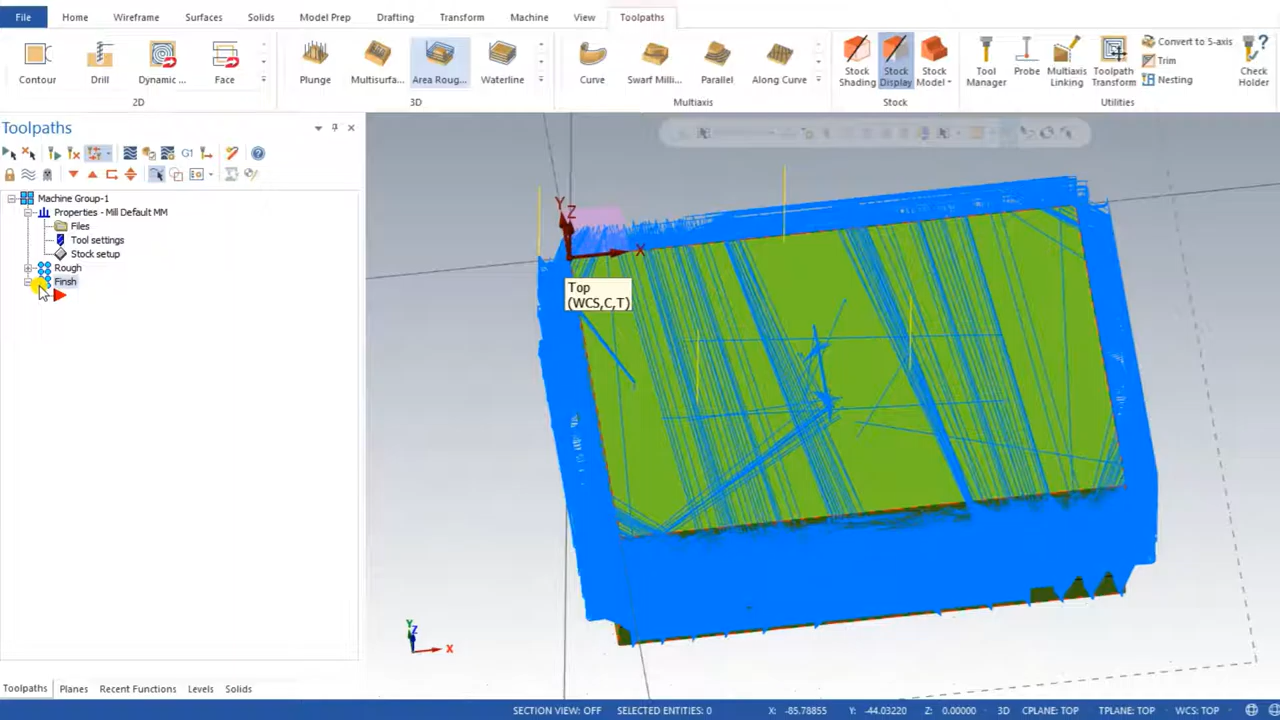 File Home Wireframe Surfaces Solids Model Prep Drafting Transform Machine View Toolpaths
Contour Drill Dynamic ... Face
2D
Plunge Multisurfa... Area Roug... Waterline
3D
Curve Swarf Milli... Parallel Along Curve
Multiaxis
Stock Shading Stock Display Stock Model
Stock
Tool Manager Probe Multiaxis Linking Toolpath Transform Convert to 5-axis Trim Nesting Check Holder
Utilities
Toolpaths
G1
Machine Group-1
Properties - Mill Default MM
Files
Tool settings
Stock setup
Rough
Finsh
Y
Z
X
Top
(WCS,C,T)
Y
Z
X
Toolpaths Planes Recent Functions Levels Solids
SECTION VIEW: OFF SELECTED ENTITIES: 0 X: -85.78855 Y: -44.03220 Z: 0.00000 3D CPLANE: TOP TPLANE: TOP WCS: TOP